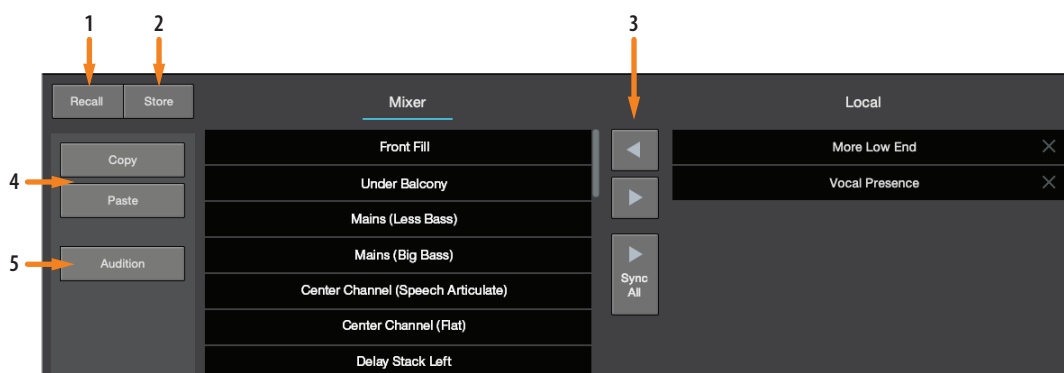 1 2 3
Recall Store Mixer Local
Copy
4
Paste
5 Audition
Front Fill
Under Balcony
Mains (Less Bass)
Mains (Big Bass)
Center Channel (Speech Articulate)
Center Channel (Flat)
Delay Stack Left
Sync
All
More Low End
Vocal Presence